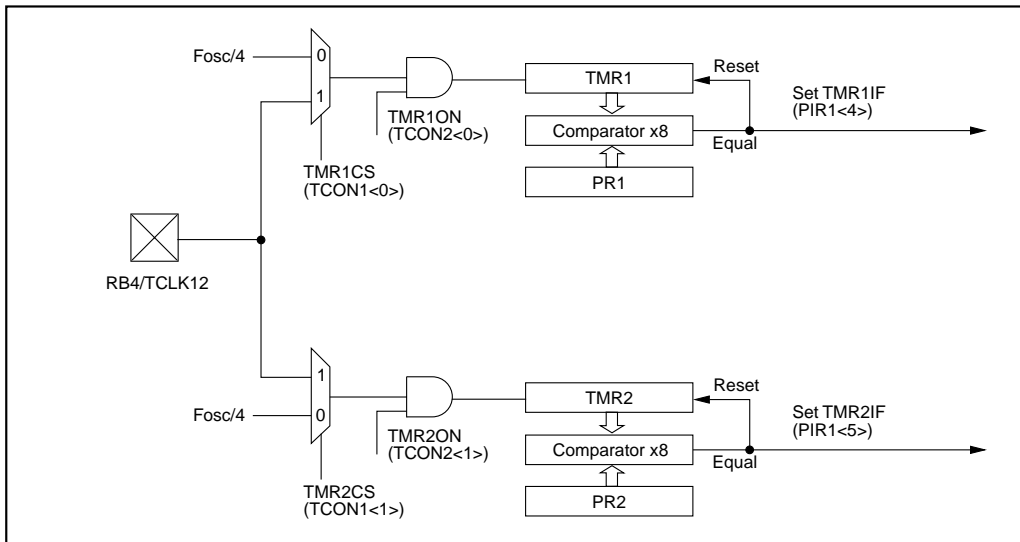 Fosc/4
0
1
TMR1CS
(TCON1<0>)
TMR1ON
(TCON2<0>)
TMR1
Comparator x8
PR1
Reset
Equal
Set TMR1IF
(PIR1<4>)
RB4/TCLK12
1
0
Fosc/4
TMR2CS
(TCON1<1>)
TMR2ON
(TCON2<1>)
TMR2
Comparator x8
PR2
Reset
Equal
Set TMR2IF
(PIR1<5>)